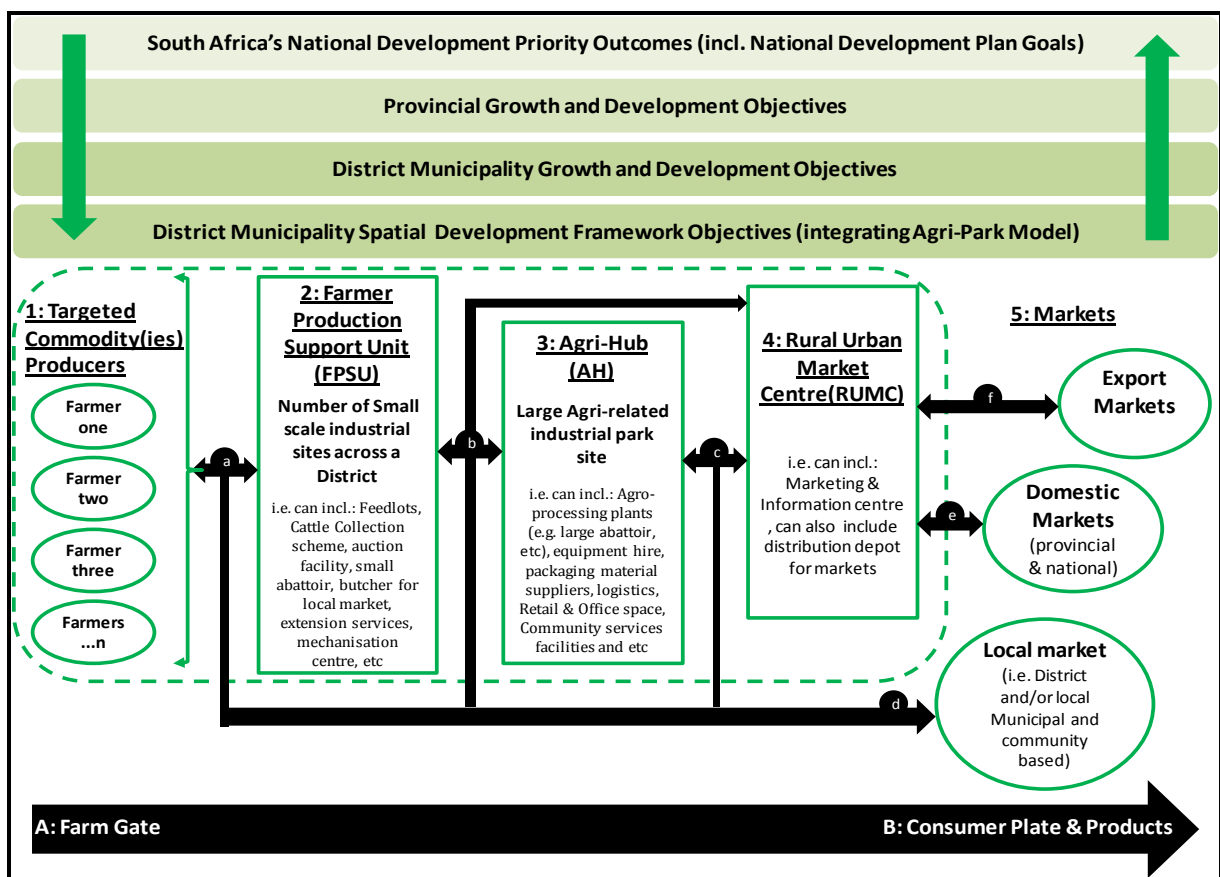 South Africa's National Development Priority Outcomes (incl. National Development Plan Goals)
Provincial Growth and Development Objectives
District Municipality Growth and Development Objectives
District Municipality Spatial Development Framework Objectives (integrating Agri-Park Model)
1: Targeted
Commodity(ies)
Producers
Farmer
one
Farmer
two
Farmer
three
Farmers
...n
a
2: Farmer
Production
Support Unit
(FPSU)
Number of Small
scale industrial
sites across a
District
i.e. can incl.: Feedlots,
Cattle Collection
scheme, auction
facility, small
abattoir, butcher for
local market,
extension services,
mechanisation
centre, etc
b
3: Agri-Hub
(AH)
Large Agri-related
industrial park
site
i.e. can incl.: Agro-
processing plants
(e.g. large abattoir,
etc), equipment hire,
packaging material
suppliers, logistics,
Retail & Office space,
Community services
facilities and etc
c
4: Rural Urban
Market
Centre(RUMC)
i.e. can incl.:
Marketing &
Information centre
, can also include
distribution depot
for markets
5: Markets
f
Export
Markets
e
Domestic
Markets
(provincial
& national)
d
Local market
(i.e. District
and/or local
Municipal and
community
based)
A: Farm Gate
B: Consumer Plate & Products